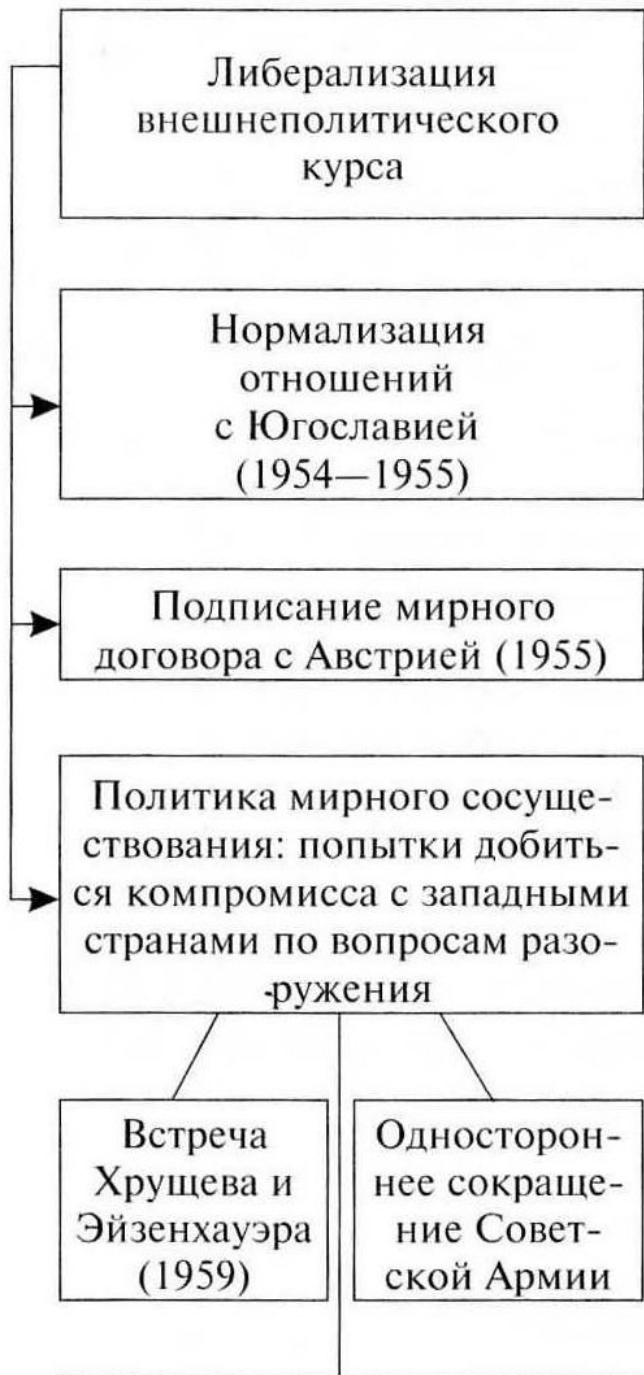 Либерализация
внешнеполитического
курса
Нормализация
отношений
с Югославией
(1954—1955)
Подписание мирного
договора с Австрией (1955)
Политика мирного сосуще-
ствования: попытки добить-
ся компромисса с западными
странами по вопросам разо-
ружения
Встреча
Хрущева и
Эйзенхауэра
(1959)
Односторон-
нее сокраще-
ние Совет-
ской Армии